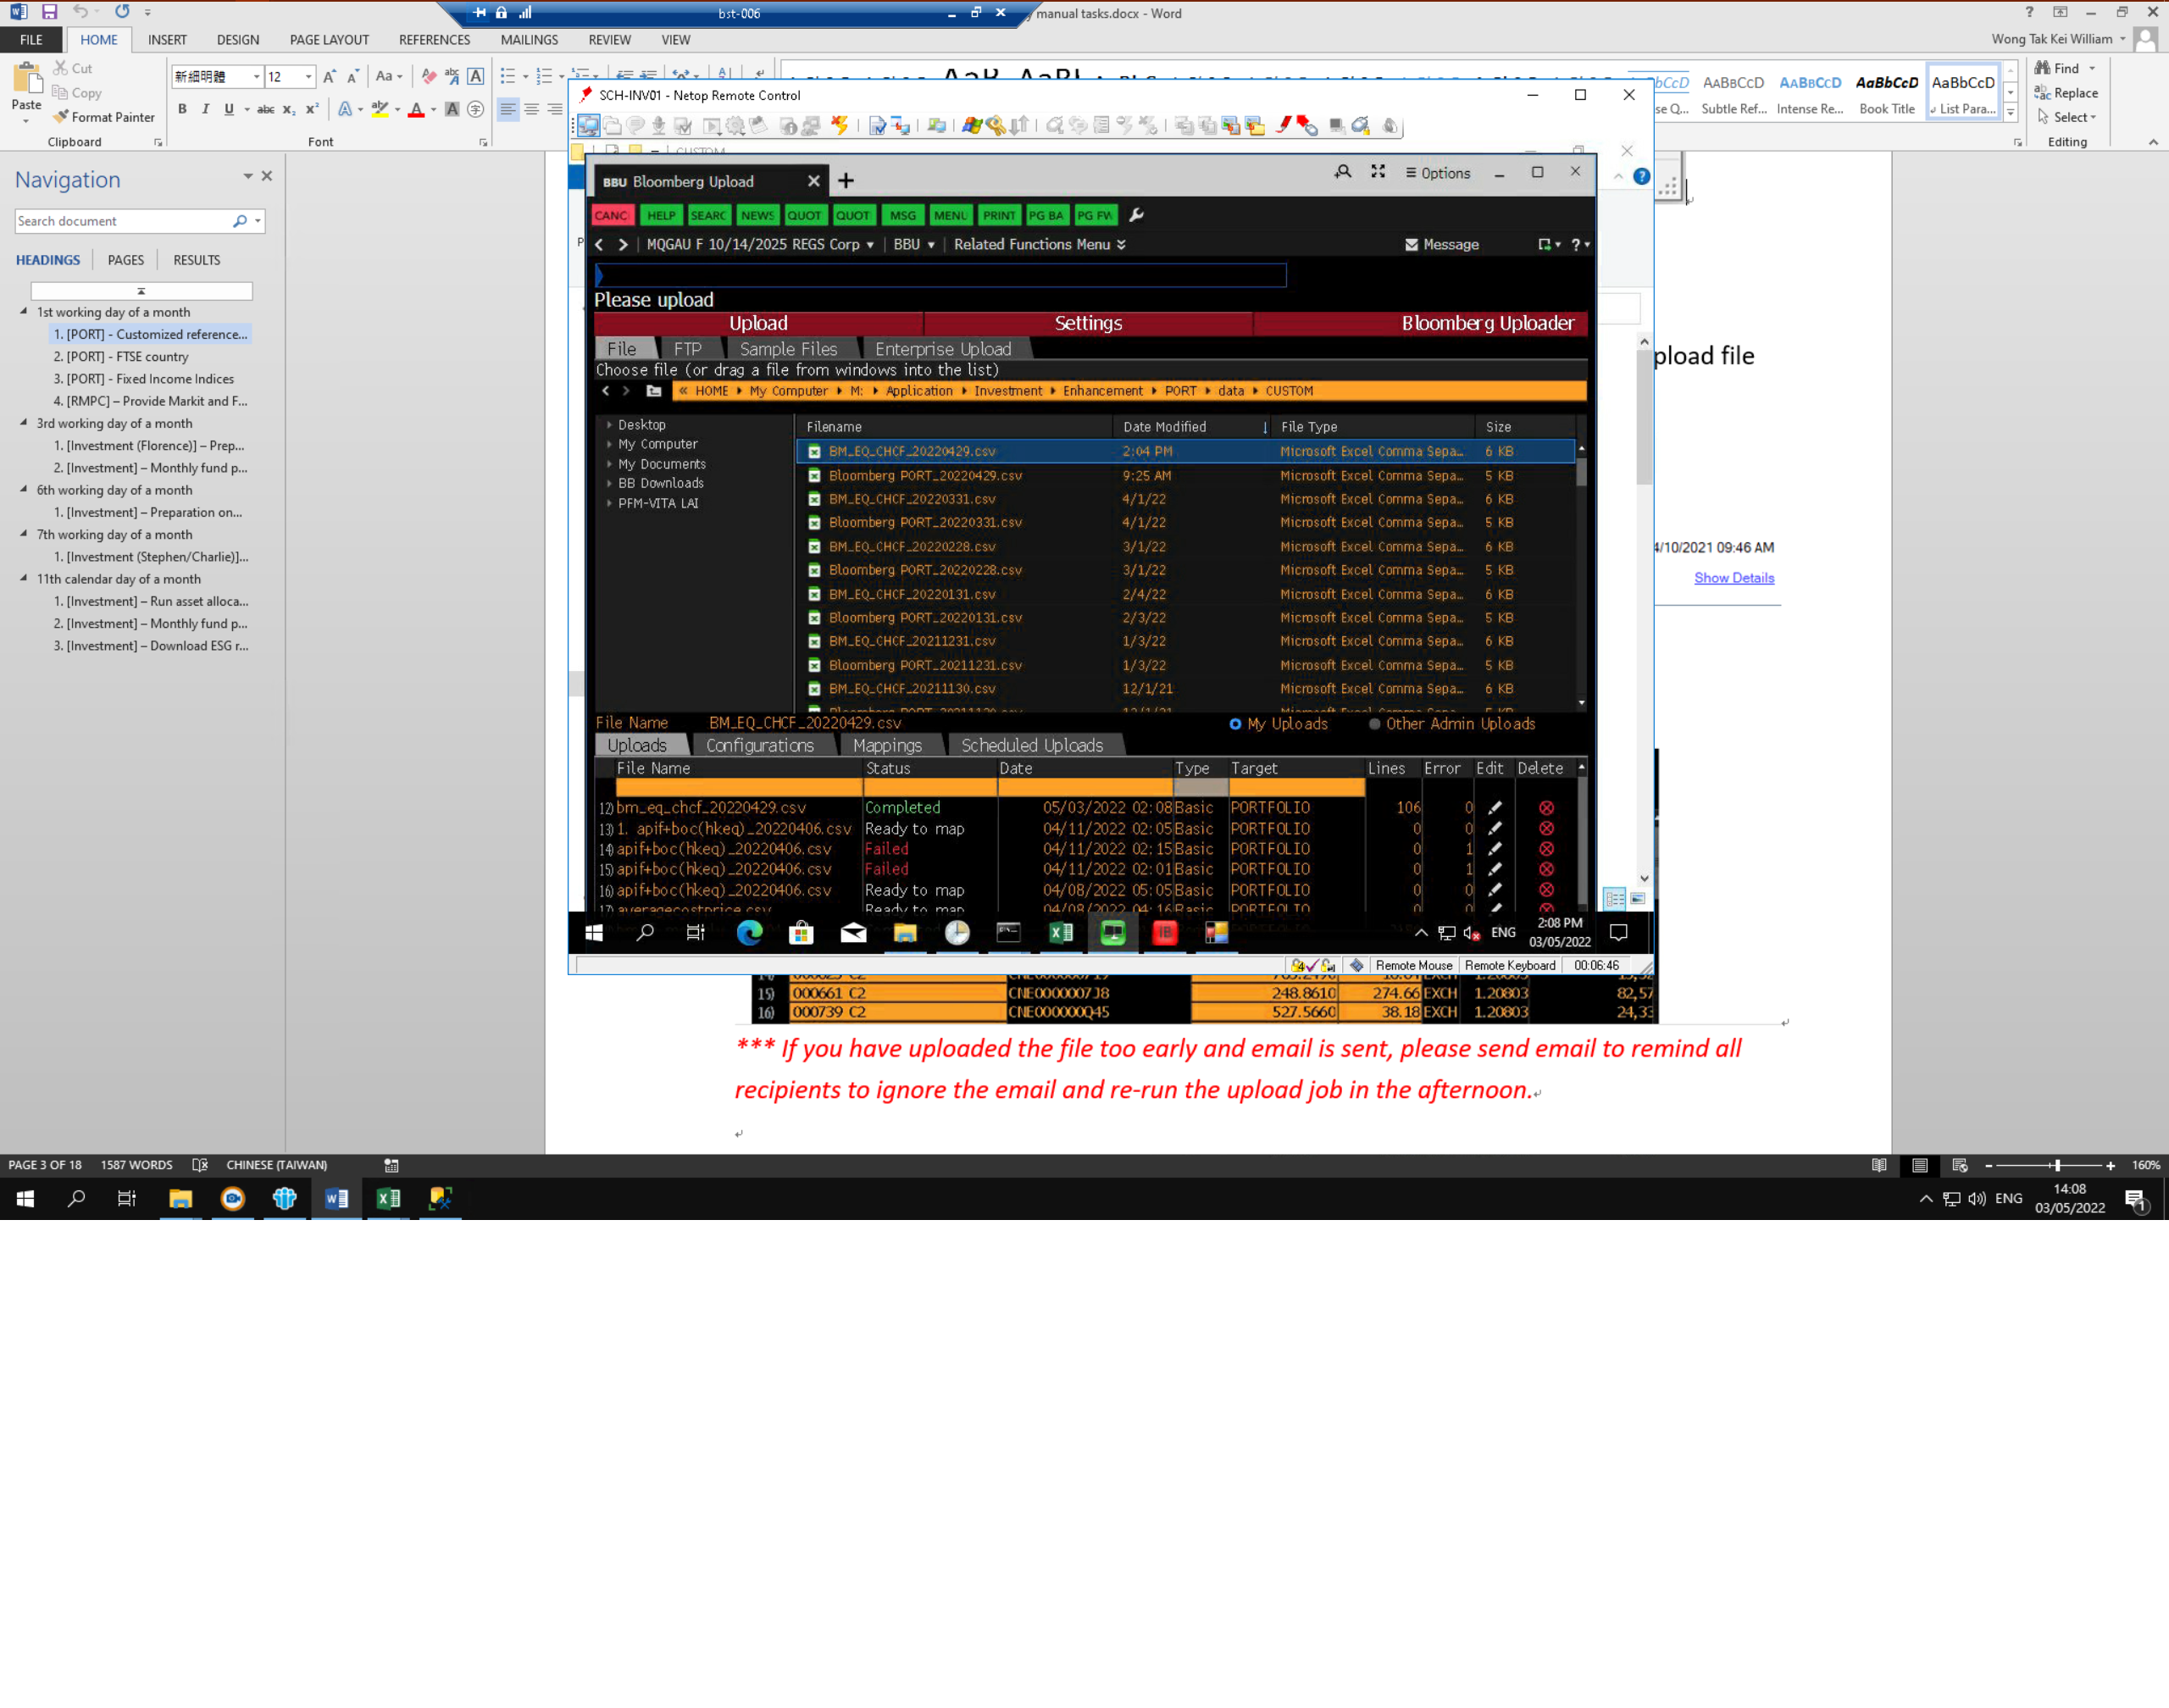 bst-006
manual tasks.docx - Word
FILE HOME INSERT DESIGN PAGE LAYOUT REFERENCES MAILINGS REVIEW VIEW
Wong Tak Kei William
Cut
Copy
Paste
Format Painter
Clipboard
新細明體 12
Font
Subtle Ref... Intense Re... Book Title List Para...
Find
Replace
Select
Editing
Navigation
Search document
HEADINGS PAGES RESULTS
1st working day of a month
1. [PORT] - Customized reference...
2. [PORT] - FTSE country
3. [PORT] - Fixed Income Indices
4. [RMPC] – Provide Markit and F...
3rd working day of a month
1. [Investment (Florence)] – Prep...
2. [Investment] – Monthly fund p...
6th working day of a month
1. [Investment] – Preparation on...
7th working day of a month
1. [Investment (Stephen/Charlie)]...
11th calendar day of a month
1. [Investment] – Run asset alloca...
2. [Investment] – Monthly fund p...
3. [Investment] – Download ESG r...
SCH-INV01 - Netop Remote Control
BBU Bloomberg Upload
Options
CANC HELP SEARC NEWS QUOT QUOT MSG MENU PRINT PG BA PG FW
MQGAU F 10/14/2025 REGS Corp BBU Related Functions Menu
Message
Please upload
Upload Settings Bloomberg Uploader
File FTP Sample Files Enterprise Upload
Choose file (or drag a file from windows into the list)
« HOME My Computer M: Application Investment Enhancement PORT data CUSTOM
Desktop
My Computer
My Documents
BB Downloads
PFM-VITA LAI
Filename Date Modified File Type Size
BM_EQ_CHCF_20220429.csv 2:04 PM Microsoft Excel Comma Sepa... 6 KB
Bloomberg PORT_20220429.csv 9:25 AM Microsoft Excel Comma Sepa... 5 KB
BM_EQ_CHCF_20220331.csv 4/1/22 Microsoft Excel Comma Sepa... 6 KB
Bloomberg PORT_20220331.csv 4/1/22 Microsoft Excel Comma Sepa... 5 KB
BM_EQ_CHCF_20220228.csv 3/1/22 Microsoft Excel Comma Sepa... 6 KB
Bloomberg PORT_20220228.csv 3/1/22 Microsoft Excel Comma Sepa... 5 KB
BM_EQ_CHCF_20220131.csv 2/4/22 Microsoft Excel Comma Sepa... 6 KB
Bloomberg PORT_20220131.csv 2/3/22 Microsoft Excel Comma Sepa... 5 KB
BM_EQ_CHCF_20211231.csv 1/3/22 Microsoft Excel Comma Sepa... 6 KB
Bloomberg PORT_20211231.csv 1/3/22 Microsoft Excel Comma Sepa... 5 KB
BM_EQ_CHCF_20211130.csv 12/1/21 Microsoft Excel Comma Sepa... 6 KB
File Name BM_EQ_CHCF_20220429.csv My Uploads Other Admin Uploads
Uploads Configurations Mappings Scheduled Uploads
File Name Status Date Type Target Lines Error Edit Delete
12) bm_eq_chcf_20220429.csv Completed 05/03/2022 02:08 Basic PORTFOLIO 106 0
13) 1. apif+boc(hkeq)_20220406.csv Ready to map 04/11/2022 02:05 Basic PORTFOLIO 0 0
14) apif+boc(hkeq)_20220406.csv Failed 04/11/2022 02:15 Basic PORTFOLIO 0 1
15) apif+boc(hkeq)_20220406.csv Failed 04/11/2022 02:01 Basic PORTFOLIO 0 1
16) apif+boc(hkeq)_20220406.csv Ready to map 04/08/2022 05:05 Basic PORTFOLIO 0 0
17) averagecostprice.csv Ready to map 04/08/2022 04:16 Basic PORTFOLIO 0 0
ENG 2:08 PM
03/05/2022
Remote Mouse Remote Keyboard 00:06:46
pload file
4/10/2021 09:46 AM
Show Details
15) 000661 C2 CNE0000007J8 248.8610 274.66 EXCH 1.20803 82,57
16) 000739 C2 CNE000000Q45 527.5660 38.18 EXCH 1.20803 24,33
*** If you have uploaded the file too early and email is sent, please send email to remind all
recipients to ignore the email and re-run the upload job in the afternoon.
PAGE 3 OF 18 1587 WORDS CHINESE (TAIWAN) 160%
ENG 14:08
03/05/2022